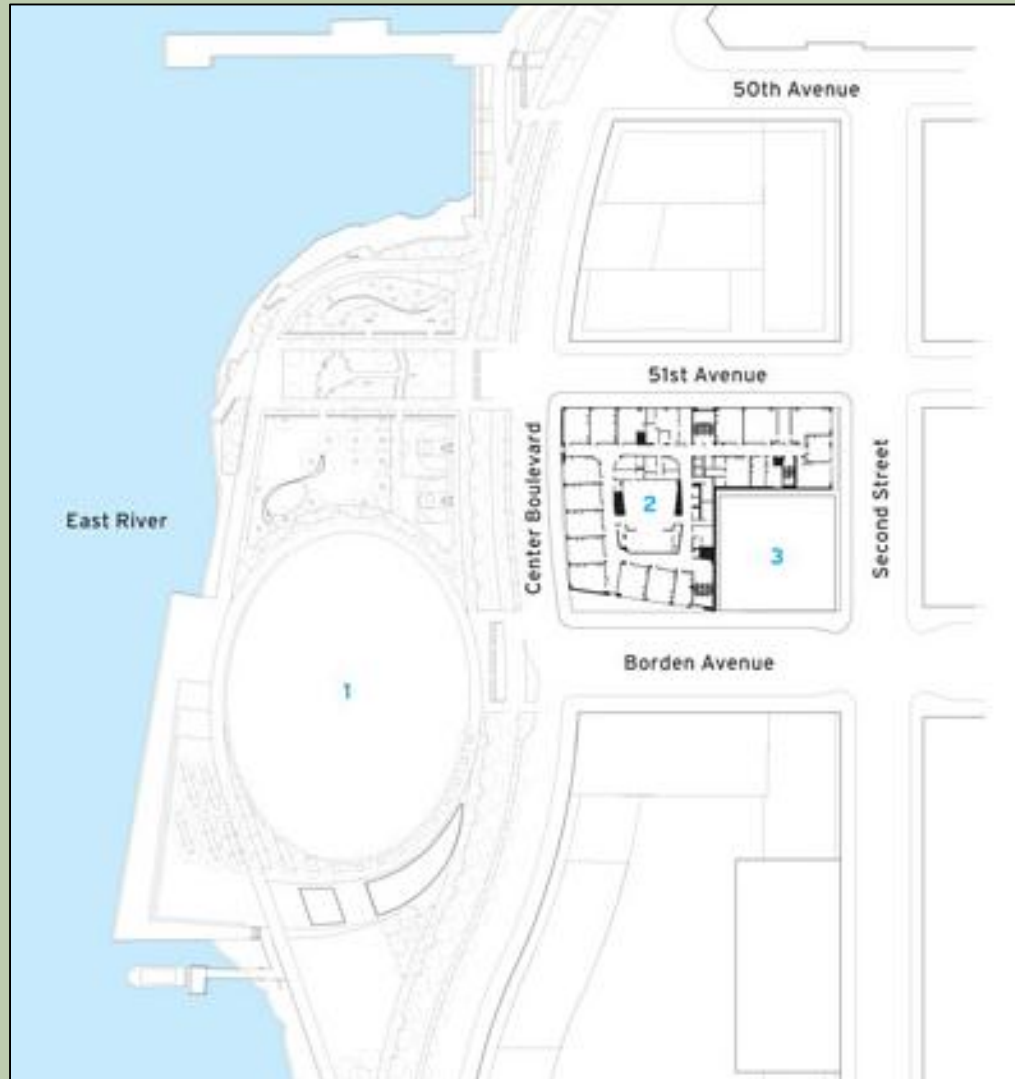 50th Avenue
51st Avenue
Center Boulevard
2
East River
3
Second Street
Borden Avenue
1